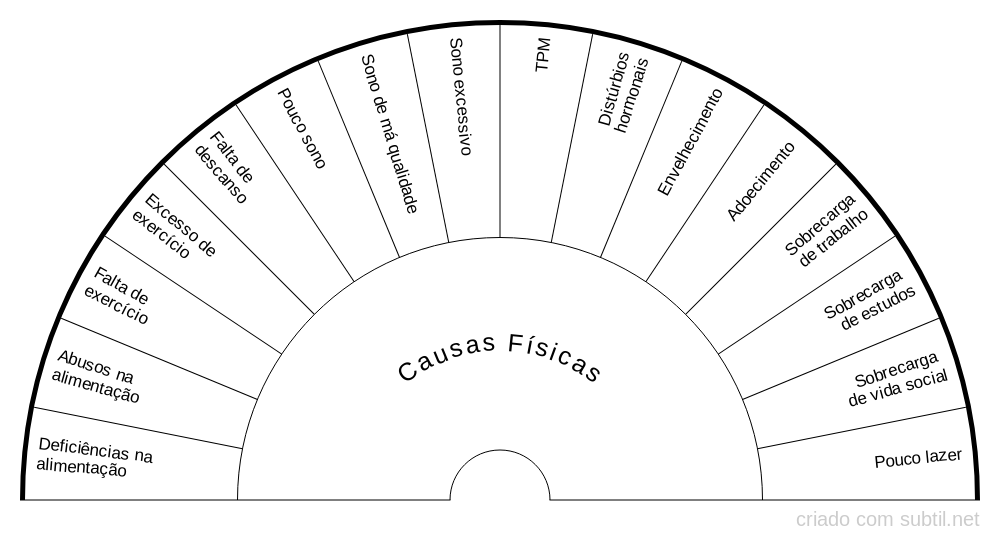 Deficiências na
alimentação
Abusos na
alimentação
Falta de
exercício
Excesso de
exercício
Falta de
descanso
Pouco sono
Sono de má qualidade
Sono excessivo
TPM
Distúrbios
hormonais
Envelhecimento
Adoecimento
Sobrecarga
de trabalho
Sobrecarga
de estudos
Sobrecarga
de vida social
Pouco lazer
Causas Físicas
criado com subtil.net